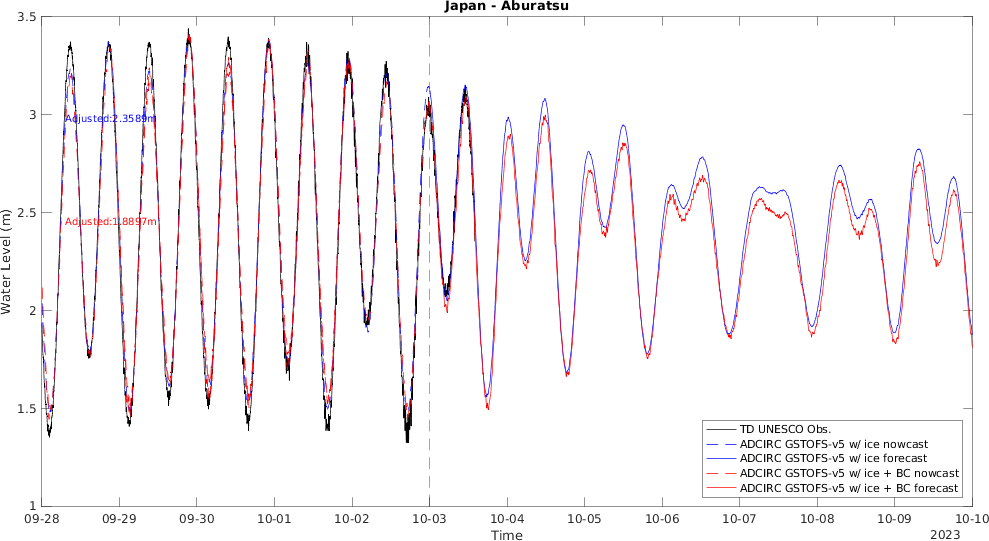 Japan - Aburatsu
3.5
3
2.5
2
1.5
1
Water Level (m)
Adjusted:2.3589m
Adjusted:1.8897m
TD UNESCO Obs.
ADCIRC GSTOFS-v5 w/ ice nowcast
ADCIRC GSTOFS-v5 w/ ice forecast
ADCIRC GSTOFS-v5 w/ ice + BC nowcast
ADCIRC GSTOFS-v5 w/ ice + BC forecast
09-28 09-29 09-30 10-01 10-02 10-03 10-04 10-05 10-06 10-07 10-08 10-09 10-10
Time
2023